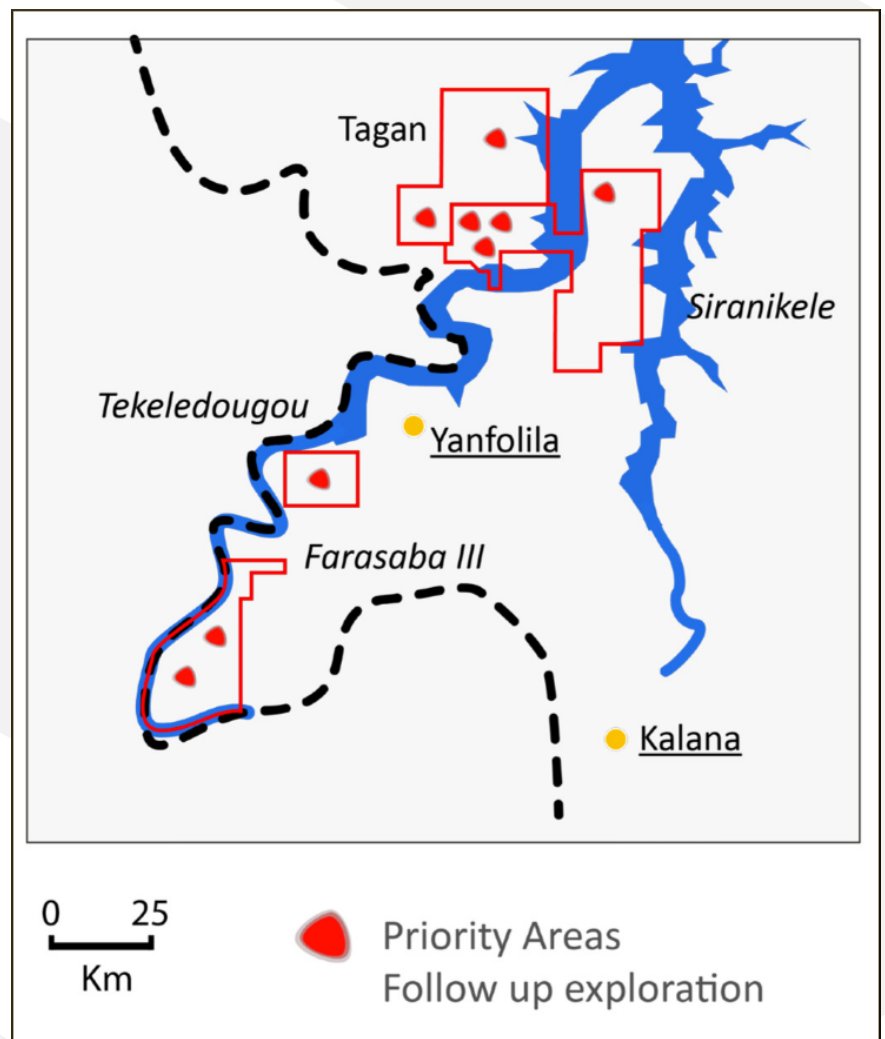 Tagan
Siranikele
Tekeledougou
Yanfolila
Farasaba III
Kalana
0 25
Km
Priority Areas
Follow up exploration